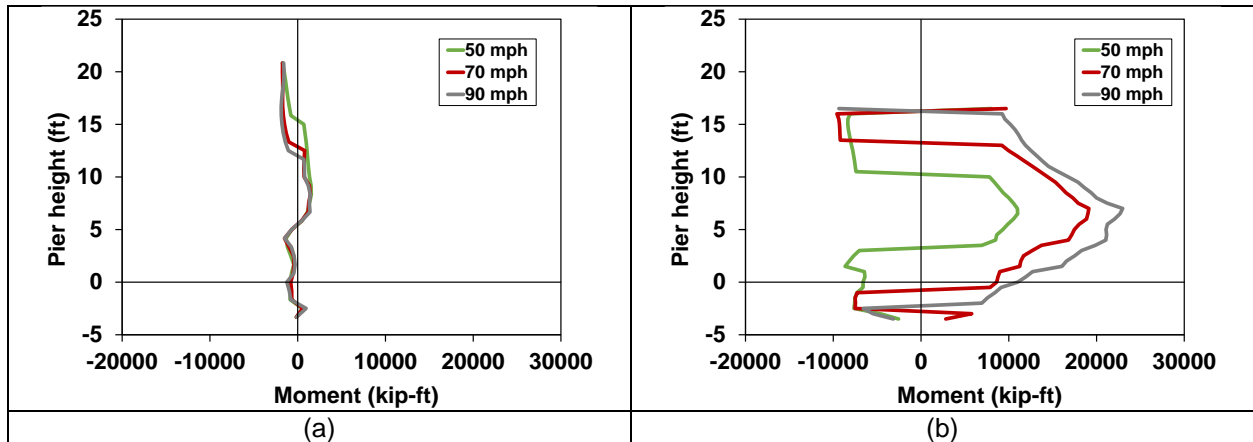 25
20
15
10
5
0
-5
-20000 -10000 0 10000 20000 30000
Pier height (ft)
Moment (kip-ft)
50 mph
70 mph
90 mph
(a)
25
20
15
10
5
0
-5
-20000 -10000 0 10000 20000 30000
Pier height (ft)
Moment (kip-ft)
50 mph
70 mph
90 mph
(b)